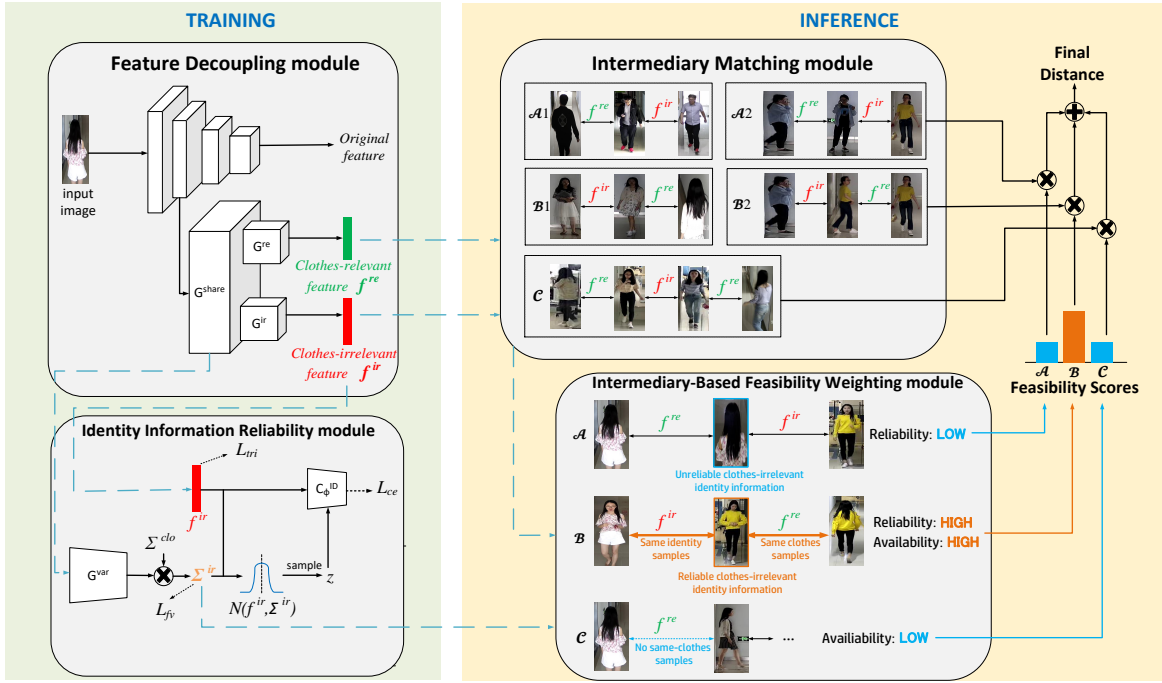 TRAINING
Feature Decoupling module
input
image
Original
feature
G^share
G^re
G^ir
Clothes-relevant
feature f^re
Clothes-irrelevant
feature f^ir
Identity Information Reliability module
L_tri
f^ir
C_ϕ^ID
L_ce
Σ^clo
G^var
Σ^ir
sample
z
L_fv
N(f^ir,Σ^ir)
INFERENCE
Intermediary Matching module
𝒜1
f^re
f^ir
𝒜2
f^re
f^ir
ℬ1
f^ir
f^re
ℬ2
f^ir
f^re
𝒞
f^re
f^ir
f^re
Final
Distance
𝒜
ℬ
𝒞
Feasibility Scores
Intermediary-Based Feasibility Weighting module
𝒜
f^re
f^ir
Reliability: LOW
Unreliable clothes-irrelevant
identity information
ℬ
f^ir
f^re
Same identity
samples
Same clothes
samples
Reliability: HIGH
Availability: HIGH
Reliable clothes-irrelevant
identity information
𝒞
f^re
No same-clothes
samples
...
Availiability: LOW